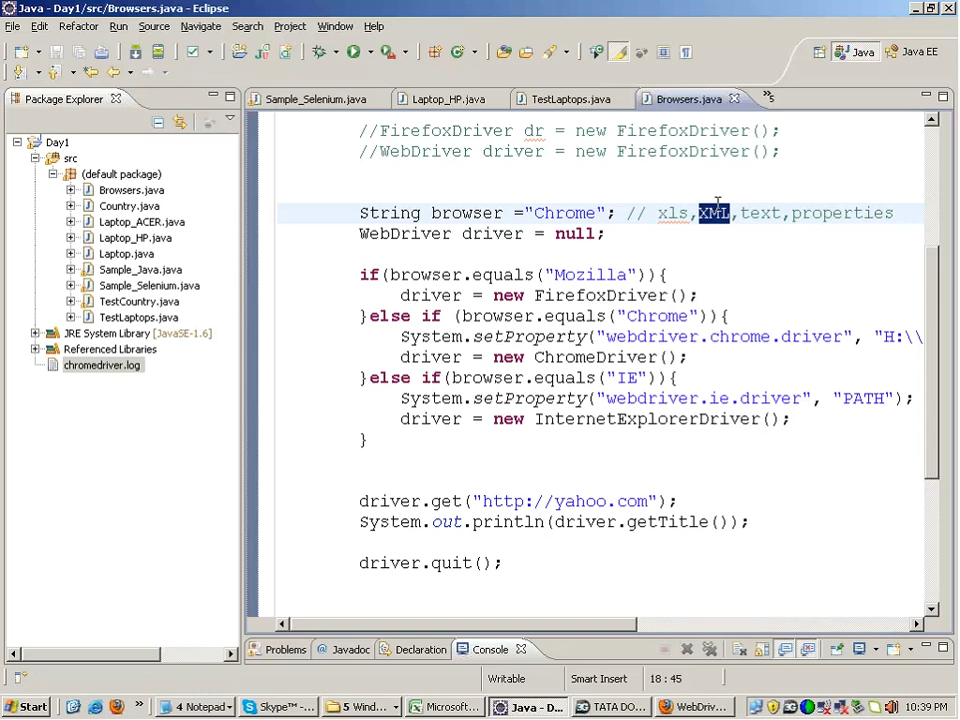 Java - Day1/src/Browsers.java - Eclipse
File Edit Refactor Run Source Navigate Search Project Window Help
Java Java EE
Package Explorer
Sample_Selenium.java Laptop_HP.java TestLaptops.java Browsers.java »5
Day1
src
(default package)
Browsers.java
Country.java
Laptop_ACER.java
Laptop_HP.java
Laptop.java
Sample_Java.java
Sample_Selenium.java
TestCountry.java
TestLaptops.java
JRE System Library [JavaSE-1.6]
Referenced Libraries
chromedriver.log
//FirefoxDriver dr = new FirefoxDriver();
//WebDriver driver = new FirefoxDriver();
String browser ="Chrome"; // xls,XML,text,properties
WebDriver driver = null;
if(browser.equals("Mozilla")){
driver = new FirefoxDriver();
}else if (browser.equals("Chrome")){
System.setProperty("webdriver.chrome.driver", "H:\\
driver = new ChromeDriver();
}else if(browser.equals("IE")){
System.setProperty("webdriver.ie.driver", "PATH");
driver = new InternetExplorerDriver();
}
driver.get("http://yahoo.com");
System.out.println(driver.getTitle());
driver.quit();
Problems Javadoc Declaration Console
Writable Smart Insert 18 : 45
Start » 4 Notepad Skype™ -... 5 Wind... Microsoft... Java - D... TATA DO... WebDriv... 10:39 PM